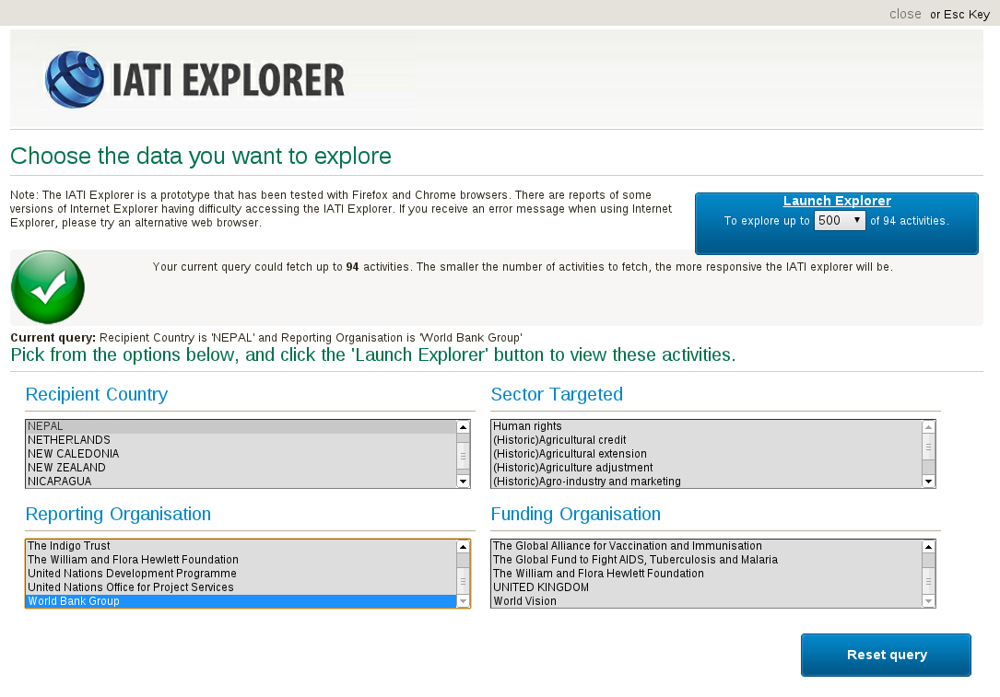 close or Esc Key
IATI EXPLORER
Choose the data you want to explore
Note: The IATI Explorer is a prototype that has been tested with Firefox and Chrome browsers. There are reports of some
versions of Internet Explorer having difficulty accessing the IATI Explorer. If you receive an error message when using Internet
Explorer, please try an alternative web browser.
Launch Explorer
To explore up to 500 of 94 activities.
Your current query could fetch up to 94 activities. The smaller the number of activities to fetch, the more responsive the IATI explorer will be.
Current query: Recipient Country is 'NEPAL' and Reporting Organisation is 'World Bank Group'
Pick from the options below, and click the 'Launch Explorer' button to view these activities.
Recipient Country
NEPAL
NETHERLANDS
NEW CALEDONIA
NEW ZEALAND
NICARAGUA
Sector Targeted
Human rights
(Historic)Agricultural credit
(Historic)Agricultural extension
(Historic)Agriculture adjustment
(Historic)Agro-industry and marketing
Reporting Organisation
The Indigo Trust
The William and Flora Hewlett Foundation
United Nations Development Programme
United Nations Office for Project Services
World Bank Group
Funding Organisation
The Global Alliance for Vaccination and Immunisation
The Global Fund to Fight AIDS, Tuberculosis and Malaria
The William and Flora Hewlett Foundation
UNITED KINGDOM
World Vision
Reset query